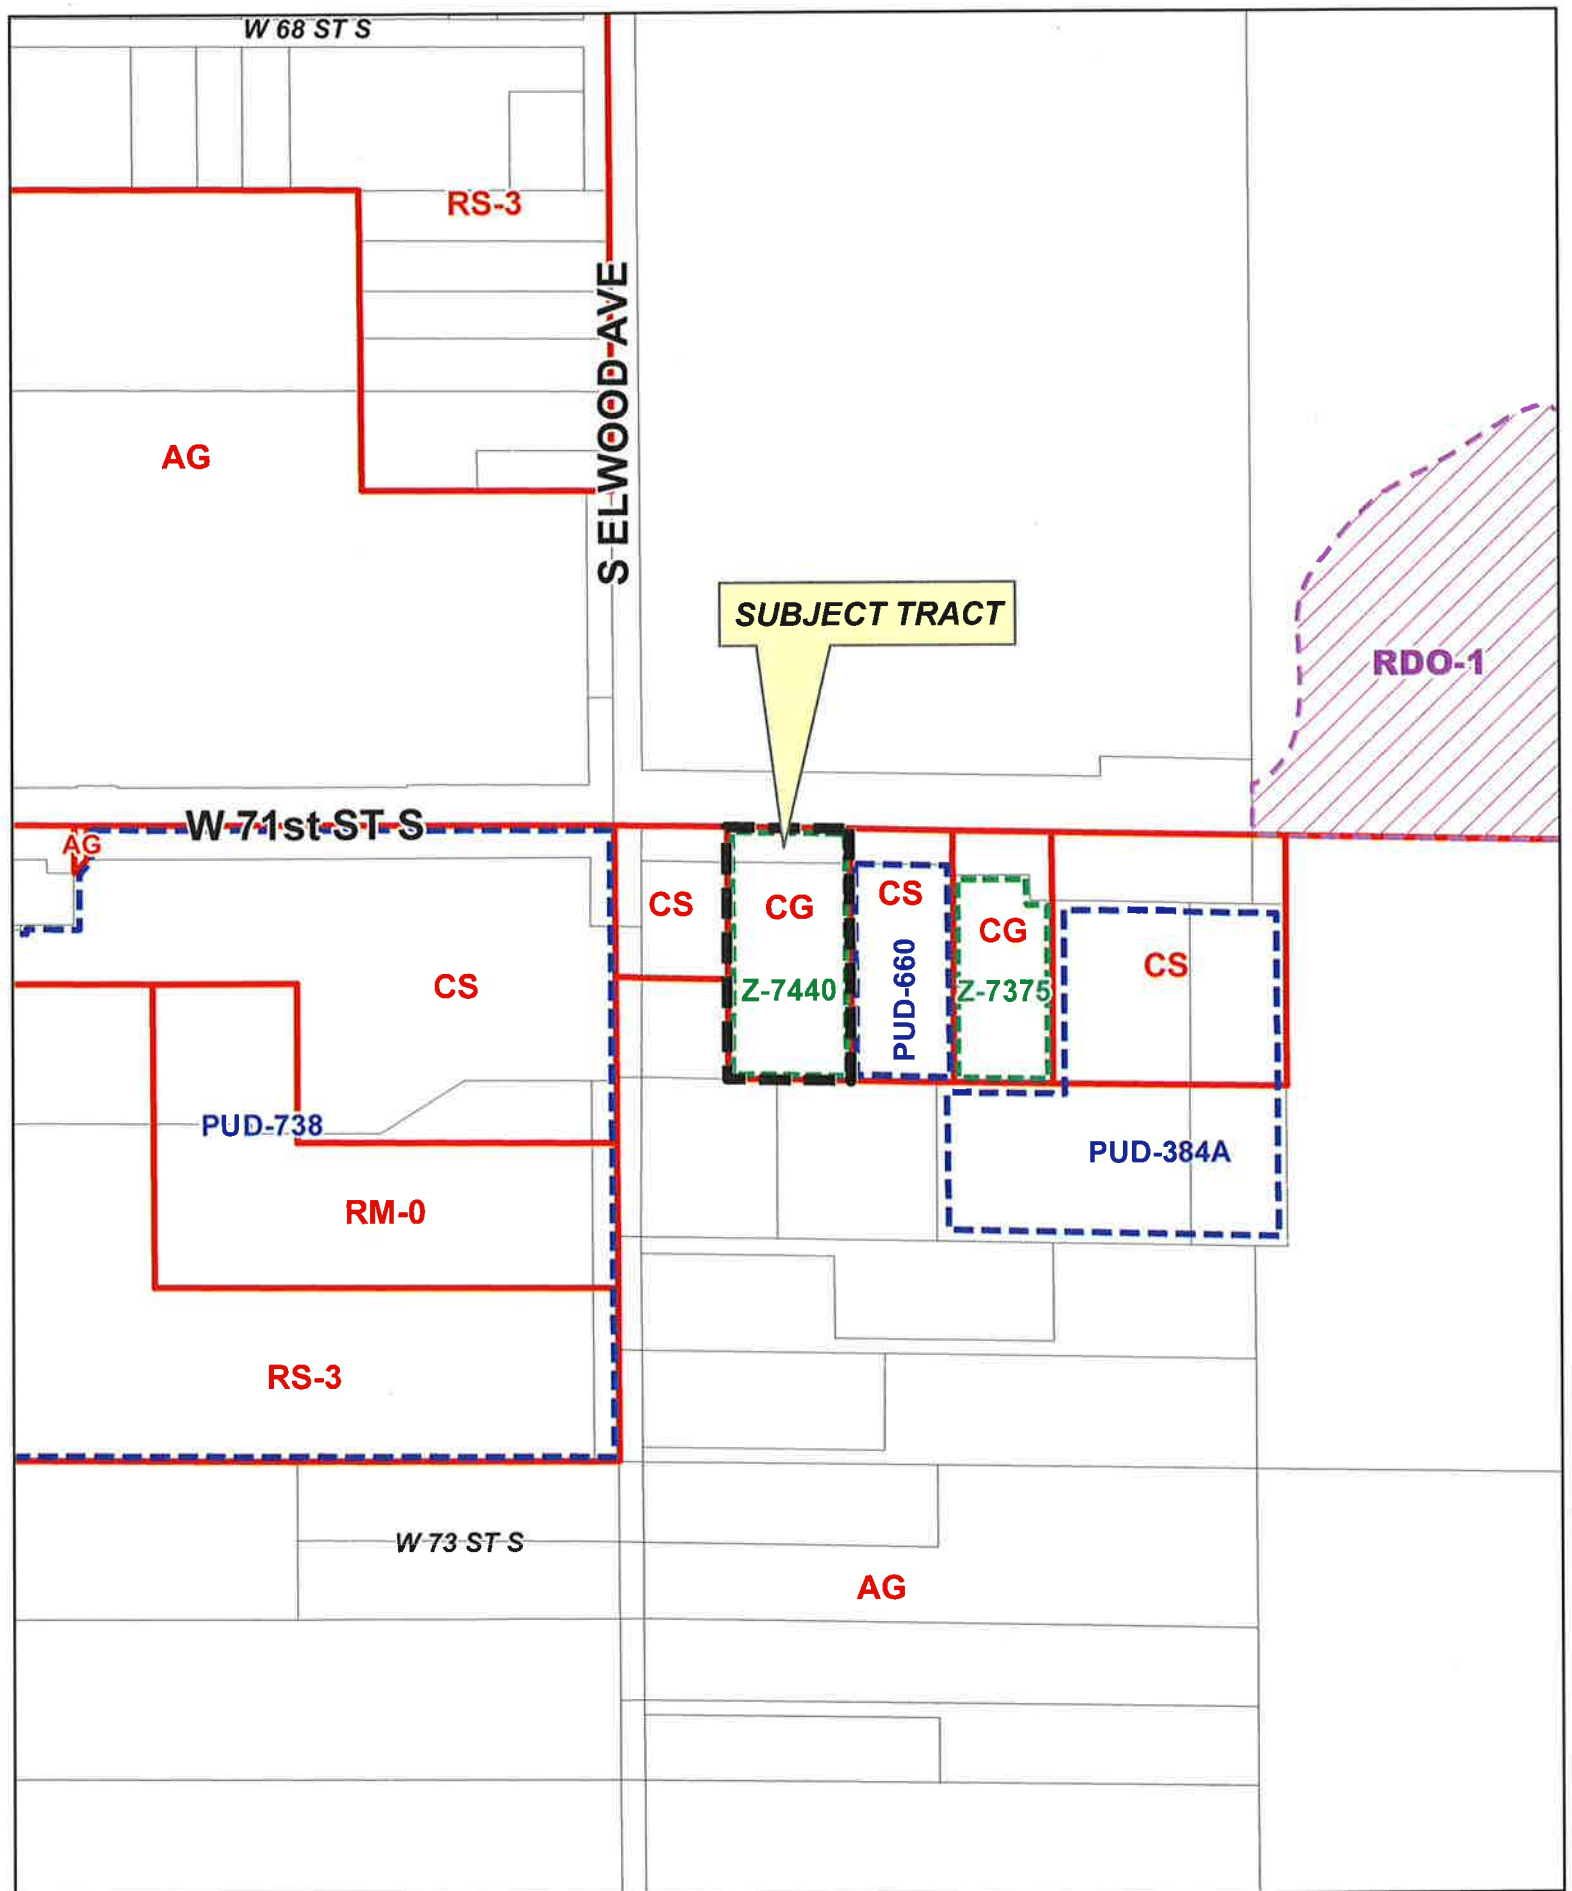 W 68 ST S
RS-3
S ELWOOD AVE
AG
SUBJECT TRACT
RDO-1
W 71st ST S
AG
CS
CG
CS
CG
CS
CS
Z-7440
PUD-660
Z-7375
PUD-738
PUD-384A
RM-0
RS-3
W 73 ST S
AG